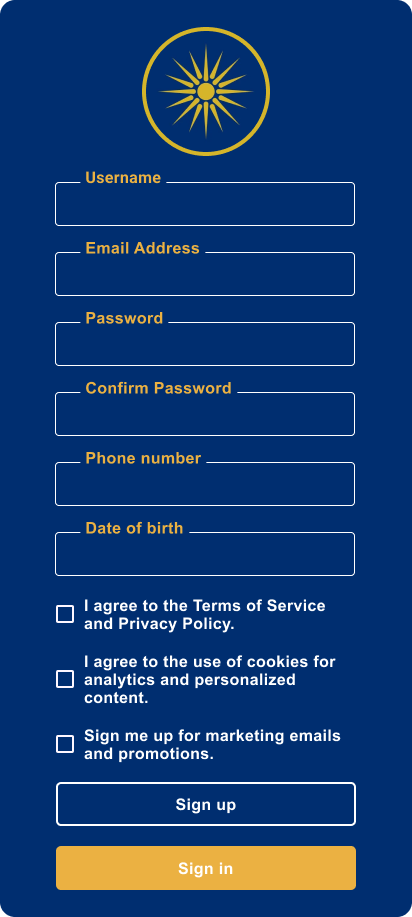 Username
Email Address
Password
Confirm Password
Phone number
Date of birth
I agree to the Terms of Service
and Privacy Policy.
I agree to the use of cookies for
analytics and personalized
content.
Sign me up for marketing emails
and promotions.
Sign up
Sign in